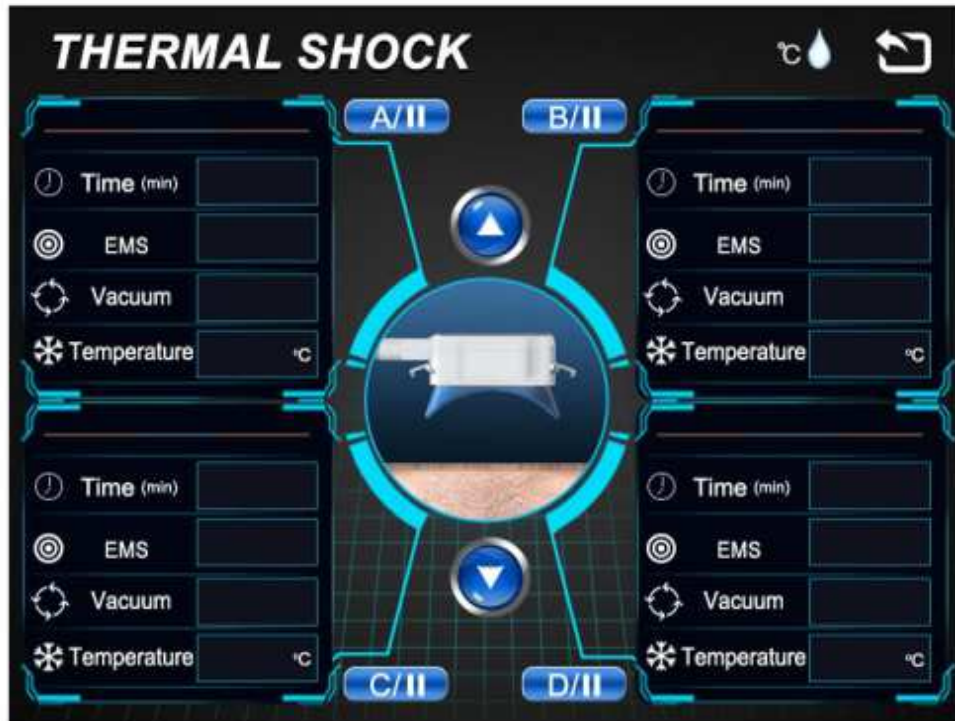 THERMAL SHOCK
℃
A/II
B/II
Time (min)
EMS
Vacuum
Temperature ℃
Time (min)
EMS
Vacuum
Temperature ℃
Time (min)
EMS
Vacuum
Temperature ℃
Time (min)
EMS
Vacuum
Temperature ℃
C/II
D/II